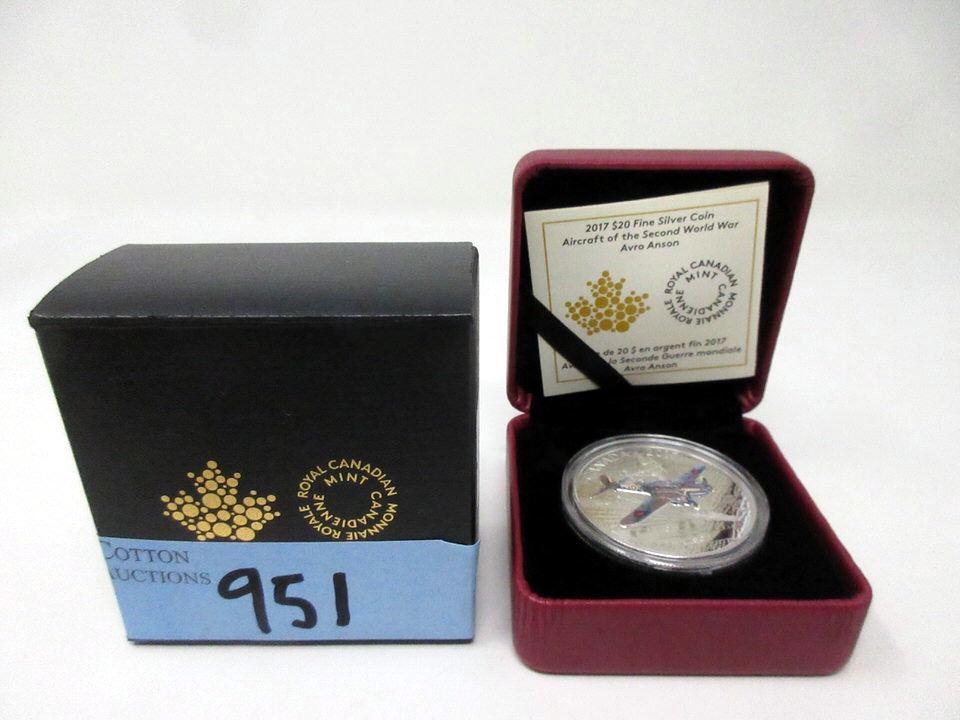 2017 $20 Fine Silver Coin
Aircraft of the Second World War
Avro Anson
ROYAL CANADIAN MINT
MONNAIE ROYALE CANADIENNE
de 20 $ en argent fin 2017
la Seconde Guerre mondiale
Avro Anson
ROYAL CANADIAN MINT
MONNAIE ROYALE CANADIENNE
COTTON
UCTIONS
951